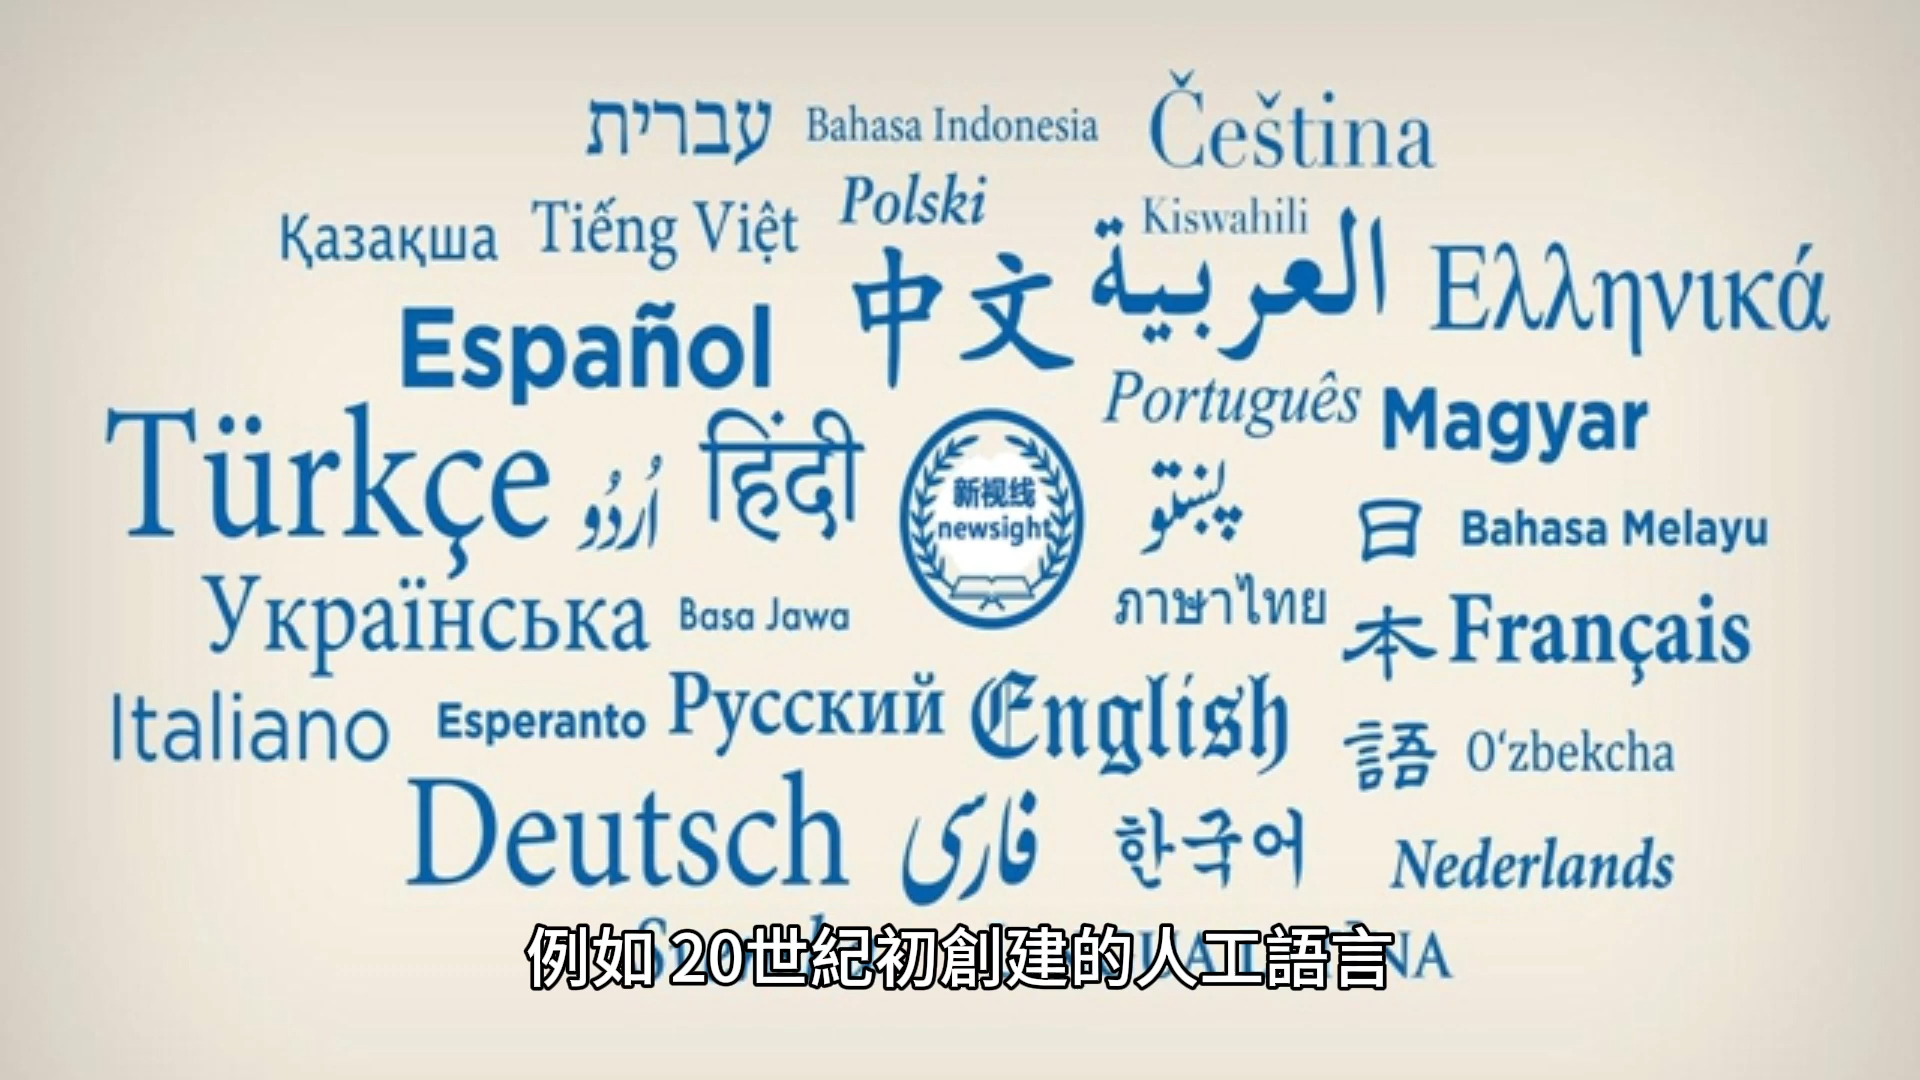 עברית
Bahasa Indonesia
Čeština
Қазақша
Tiếng Việt
Polski
Kiswahili
Español
中文
العربية
Ελληνικά
Português
Magyar
Türkçe
اُردُو
हिंदी
新视线
newsight
پښتو
日本語
Bahasa Melayu
Українська
Basa Jawa
ภาษาไทย
Français
Italiano
Esperanto
Русский
English
Oʻzbekcha
Deutsch
فارسی
한국어
Nederlands
例如 20世紀初創建的人工語言